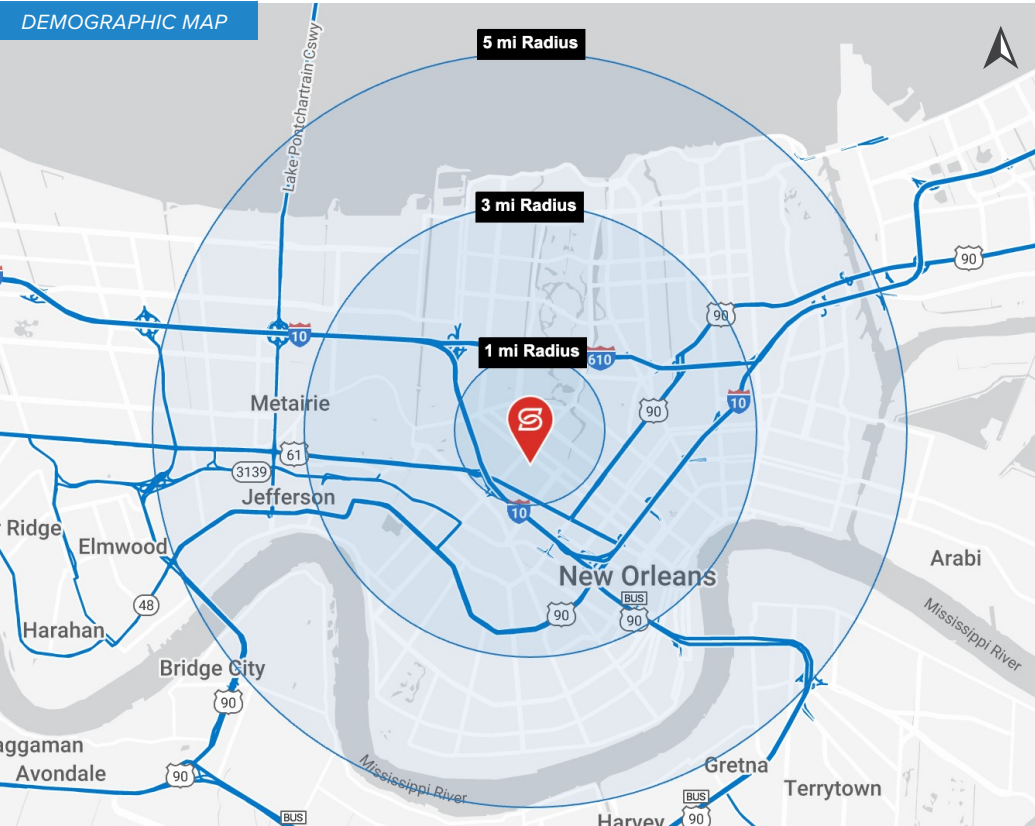 DEMOGRAPHIC MAP
5 mi Radius
Lake Pontchartrain Cswy
3 mi Radius
90
90
10
1 mi Radius
610
10
90
Metairie
61
3139
Jefferson
10
Ridge
Elmwood
Arabi
New Orleans
BUS
90
90
48
Mississippi River
Harahan
Bridge City
90
aggaman
Avondale
90
Mississippi River
Gretna
Terrytown
BUS
90
BUS
Harvey